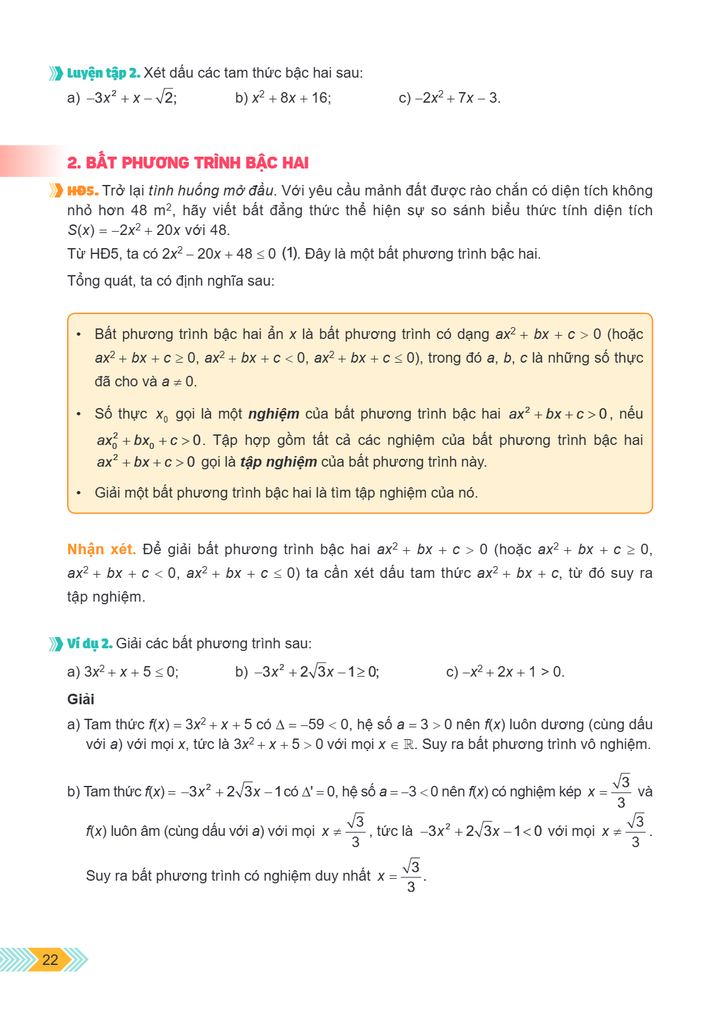 Luyện tập 2. Xét dấu các tam thức bậc hai sau:
a) −3x² + x − √2; b) x² + 8x + 16; c) −2x² + 7x − 3.
2. BẤT PHƯƠNG TRÌNH BẬC HAI
HĐ5. Trở lại tình huống mở đầu. Với yêu cầu mảnh đất được rào chắn có diện tích không
nhỏ hơn 48 m², hãy viết bất đẳng thức thể hiện sự so sánh biểu thức tính diện tích
S(x) = −2x² + 20x với 48.
Từ HĐ5, ta có 2x² − 20x + 48 ≤ 0 (1). Đây là một bất phương trình bậc hai.
Tổng quát, ta có định nghĩa sau:
• Bất phương trình bậc hai ẩn x là bất phương trình có dạng ax² + bx + c > 0 (hoặc
ax² + bx + c ≥ 0, ax² + bx + c < 0, ax² + bx + c ≤ 0), trong đó a, b, c là những số thực
đã cho và a ≠ 0.
• Số thực x₀ gọi là một nghiệm của bất phương trình bậc hai ax² + bx + c > 0, nếu
ax₀² + bx₀ + c > 0. Tập hợp gồm tất cả các nghiệm của bất phương trình bậc hai
ax² + bx + c > 0 gọi là tập nghiệm của bất phương trình này.
• Giải một bất phương trình bậc hai là tìm tập nghiệm của nó.
Nhận xét. Để giải bất phương trình bậc hai ax² + bx + c > 0 (hoặc ax² + bx + c ≥ 0,
ax² + bx + c < 0, ax² + bx + c ≤ 0) ta cần xét dấu tam thức ax² + bx + c, từ đó suy ra
tập nghiệm.
Ví dụ 2. Giải các bất phương trình sau:
a) 3x² + x + 5 ≤ 0; b) −3x² + 2√3x − 1 ≥ 0; c) −x² + 2x + 1 > 0.
Giải
a) Tam thức f(x) = 3x² + x + 5 có Δ = −59 < 0, hệ số a = 3 > 0 nên f(x) luôn dương (cùng dấu
với a) với mọi x, tức là 3x² + x + 5 > 0 với mọi x ∈ ℝ. Suy ra bất phương trình vô nghiệm.
b) Tam thức f(x) = −3x² + 2√3x − 1 có Δ' = 0, hệ số a = −3 < 0 nên f(x) có nghiệm kép x = √3/3 và
f(x) luôn âm (cùng dấu với a) với mọi x ≠ √3/3, tức là −3x² + 2√3x − 1 < 0 với mọi x ≠ √3/3.
Suy ra bất phương trình có nghiệm duy nhất x = √3/3.
22